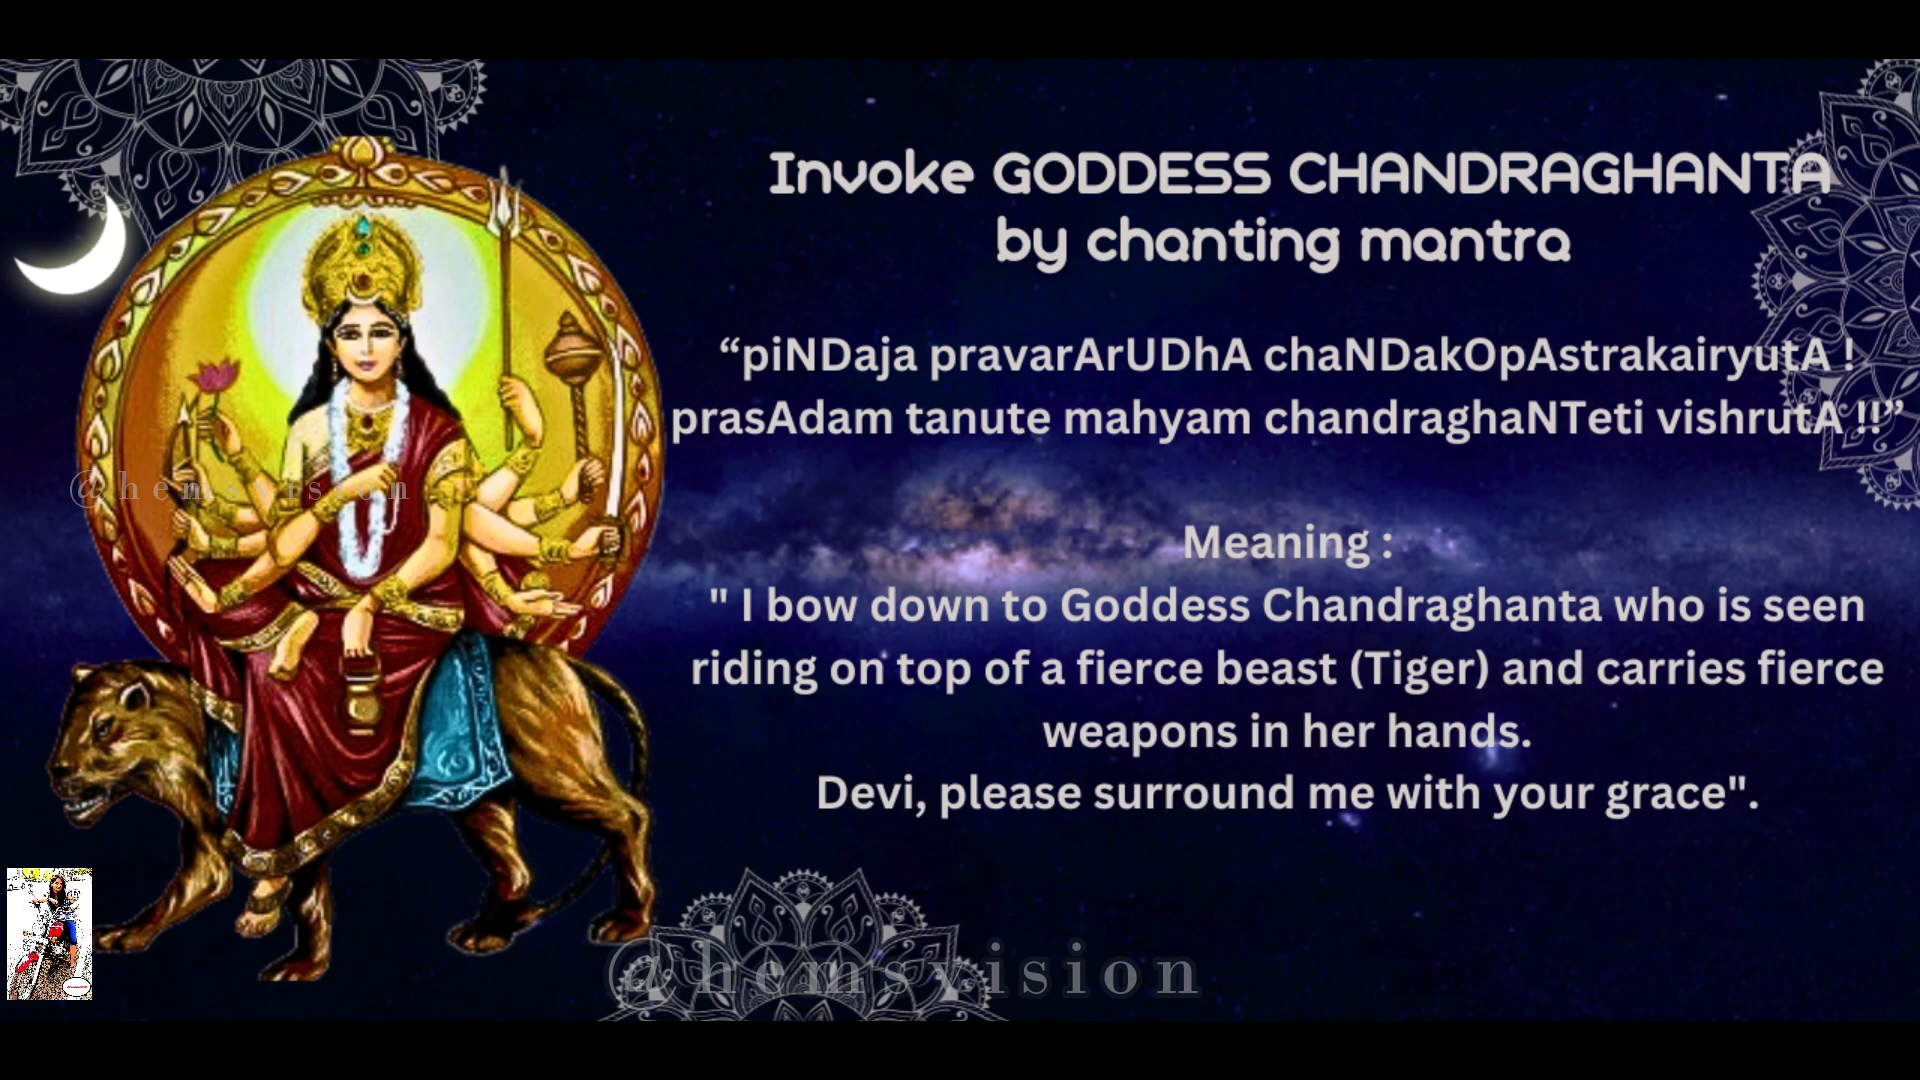 Invoke GODDESS CHANDRAGHANTA
by chanting mantra
“piNDaja pravarArUDhA chaNDakOpAstrakairyutA !
prasAdam tanute mahyam chandraghaNTeti vishrutA !!”
Meaning :
" I bow down to Goddess Chandraghanta who is seen
riding on top of a fierce beast (Tiger) and carries fierce
weapons in her hands.
Devi, please surround me with your grace".
@hemsvision
@hemsvision